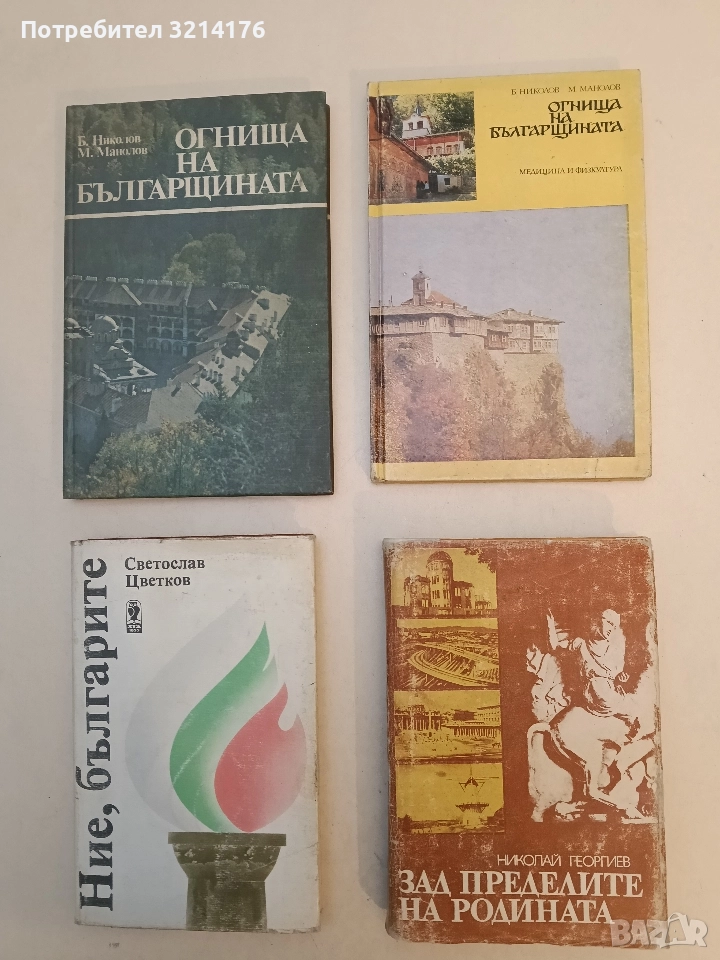 Потребител 3214176
Б. Николов
М. Манолов
ОГНИЩА
НА
БЪЛГАРЩИНАТА
Б. НИКОЛОВ М. МАНОЛОВ
ОГНИЩА
НА
БЪЛГАРЩИНАТА
МЕДИЦИНА И ФИЗКУЛТУРА
Ние, българите
Светослав
Цветков
НИКОЛАЙ ГЕОРГИЕВ
ЗАД ПРЕДЕЛИТЕ
НА РОДИНАТА
BAZAR